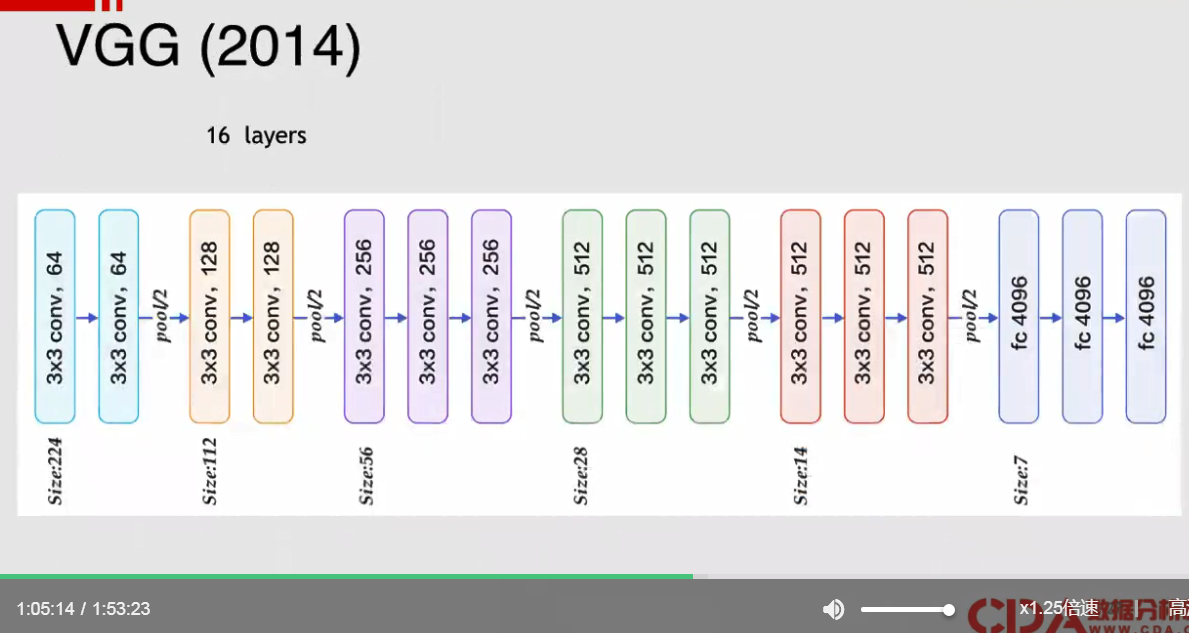 VGG (2014)
16 layers
3x3 conv, 64
3x3 conv, 64
pool/2
3x3 conv, 128
3x3 conv, 128
pool/2
3x3 conv, 256
3x3 conv, 256
3x3 conv, 256
pool/2
3x3 conv, 512
3x3 conv, 512
3x3 conv, 512
pool/2
3x3 conv, 512
3x3 conv, 512
3x3 conv, 512
pool/2
fc 4096
fc 4096
fc 4096
Size:224
Size:112
Size:56
Size:28
Size:14
Size:7
1:05:14 / 1:53:23
x1.25倍速
高
CDA数据分析
www.cda.c